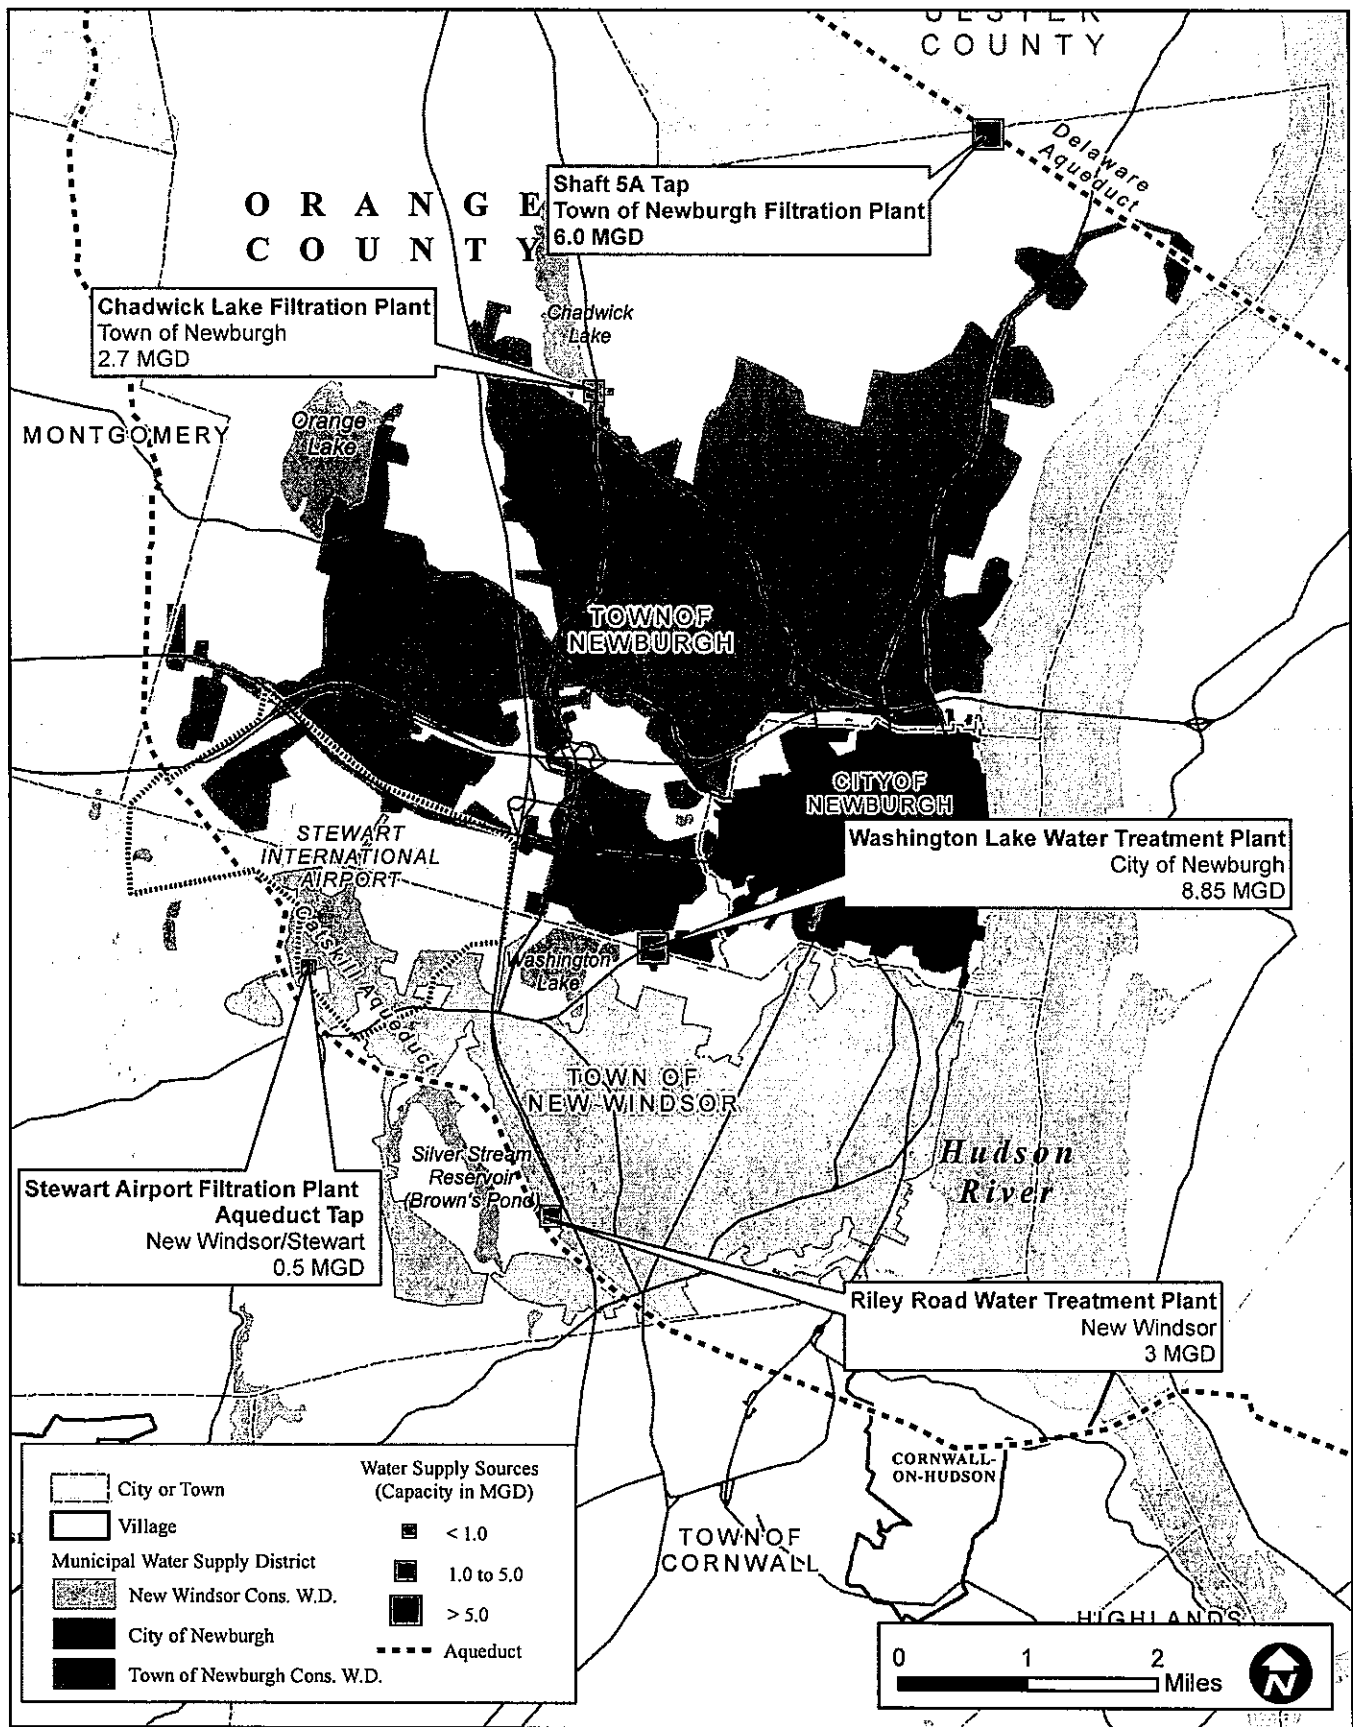 COUNTY
Delaware
Aqueduct
Shaft 5A Tap
Town of Newburgh Filtration Plant
6.0 MGD
ORANGE
COUNTY
Chadwick Lake Filtration Plant
Town of Newburgh
2.7 MGD
Chadwick
Lake
MONTGOMERY
Orange
Lake
TOWN OF
NEWBURGH
CITY OF
NEWBURGH
STEWART
INTERNATIONAL
AIRPORT
Washington Lake Water Treatment Plant
City of Newburgh
8.85 MGD
Catskill Aqueduct
Washington
Lake
TOWN OF
NEW WINDSOR
Silver Stream
Reservoir
(Brown's Pond)
Hudson
River
Stewart Airport Filtration Plant
Aqueduct Tap
New Windsor/Stewart
0.5 MGD
Riley Road Water Treatment Plant
New Windsor
3 MGD
CORNWALL-
ON-HUDSON
TOWN OF
CORNWALL
HIGHLANDS
City or Town
Village
Municipal Water Supply District
New Windsor Cons. W.D.
City of Newburgh
Town of Newburgh Cons. W.D.
Water Supply Sources
(Capacity in MGD)
< 1.0
1.0 to 5.0
> 5.0
Aqueduct
0 1 2
Miles
N